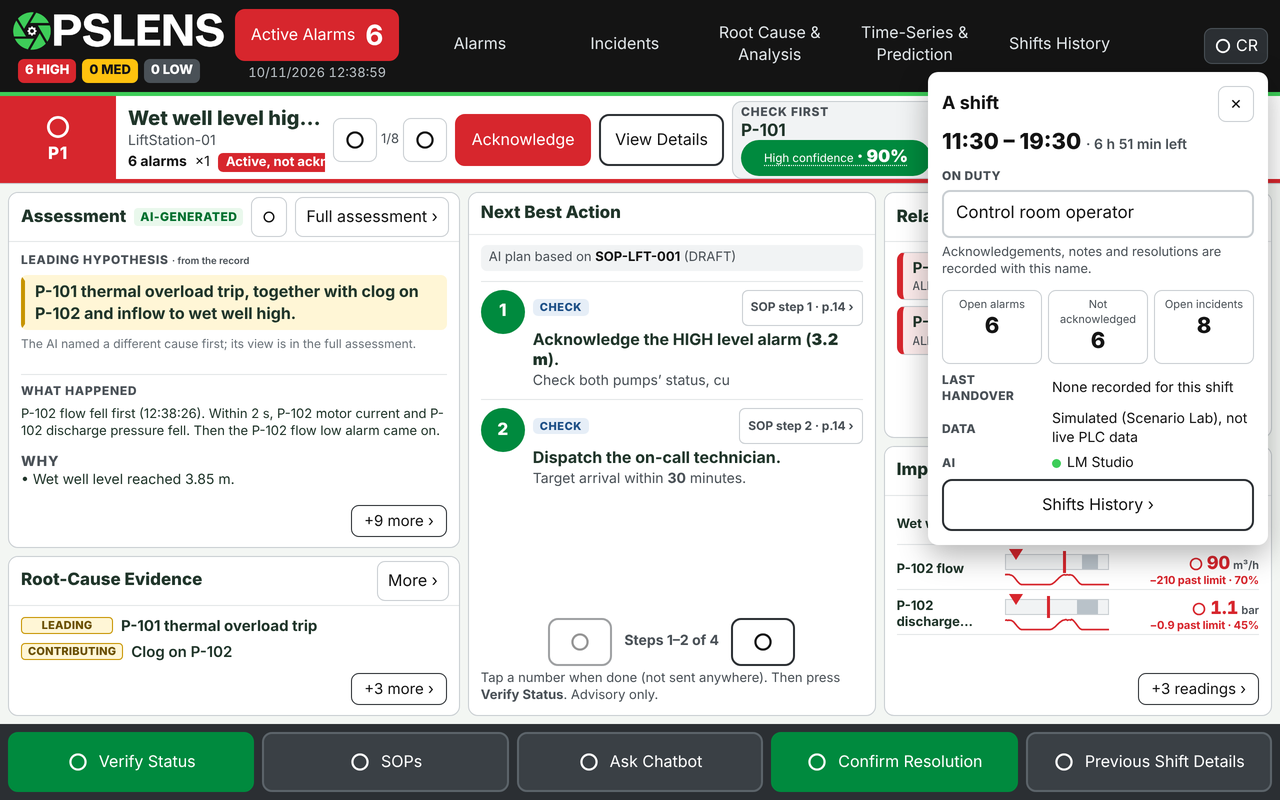 PSLENS
Active Alarms 6
6 HIGH 0 MED 0 LOW
10/11/2026 12:38:59
Alarms
Incidents
Root Cause &
Analysis
Time-Series &
Prediction
Shifts History
CR
P1
Wet well level hig...
LiftStation-01
6 alarms ×1 Active, not ackr
1/8
Acknowledge
View Details
CHECK FIRST
P-101
High confidence • 90%
A shift
×
11:30 – 19:30 · 6 h 51 min left
ON DUTY
Control room operator
Acknowledgements, notes and resolutions are
recorded with this name.
Open alarms
6
Not
acknowledged
6
Open incidents
8
LAST
HANDOVER
None recorded for this shift
DATA
Simulated (Scenario Lab), not
live PLC data
AI
LM Studio
Shifts History ›
Assessment AI-GENERATED
Full assessment ›
LEADING HYPOTHESIS · from the record
P-101 thermal overload trip, together with clog on
P-102 and inflow to wet well high.
The AI named a different cause first; its view is in the full assessment.
WHAT HAPPENED
P-102 flow fell first (12:38:26). Within 2 s, P-102 motor current and P-
102 discharge pressure fell. Then the P-102 flow low alarm came on.
WHY
• Wet well level reached 3.85 m.
+9 more ›
Root-Cause Evidence
More ›
LEADING P-101 thermal overload trip
CONTRIBUTING Clog on P-102
+3 more ›
Next Best Action
AI plan based on SOP-LFT-001 (DRAFT)
1 CHECK SOP step 1 · p.14 ›
Acknowledge the HIGH level alarm (3.2
m).
Check both pumps’ status, cu
2 CHECK SOP step 2 · p.14 ›
Dispatch the on-call technician.
Target arrival within 30 minutes.
Steps 1–2 of 4
Tap a number when done (not sent anywhere). Then press
Verify Status. Advisory only.
Rela
P-
ALI
P-
ALI
Imp
Wet
P-102 flow
90 m³/h
−210 past limit · 70%
P-102
discharge...
1.1 bar
−0.9 past limit · 45%
+3 readings ›
Verify Status
SOPs
Ask Chatbot
Confirm Resolution
Previous Shift Details